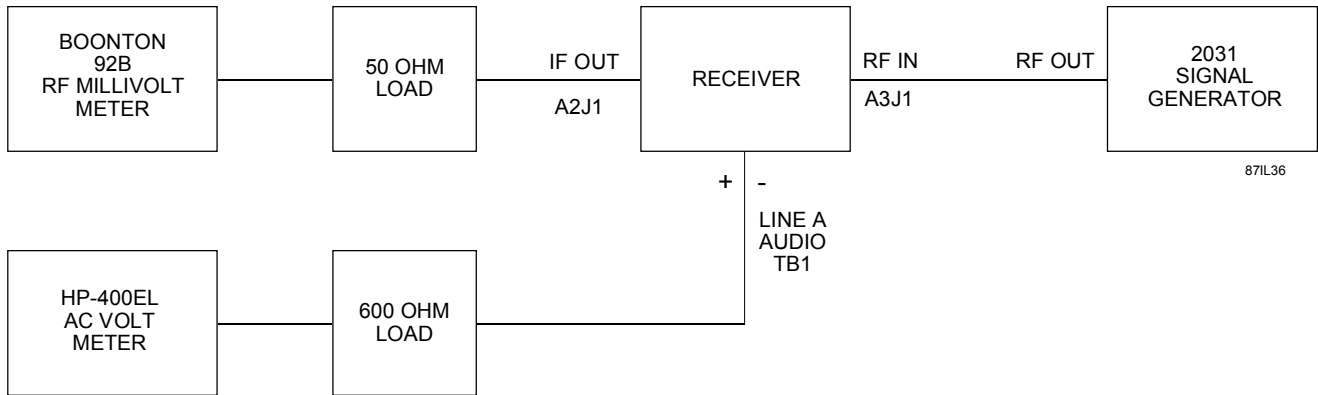 BOONTON
92B
RF MILLIVOLT
METER
50 OHM
LOAD
IF OUT
A2J1
RECEIVER
RF IN
A3J1
RF OUT
2031
SIGNAL
GENERATOR
87IL36
+ -
LINE A
AUDIO
TB1
HP-400EL
AC VOLT
METER
600 OHM
LOAD